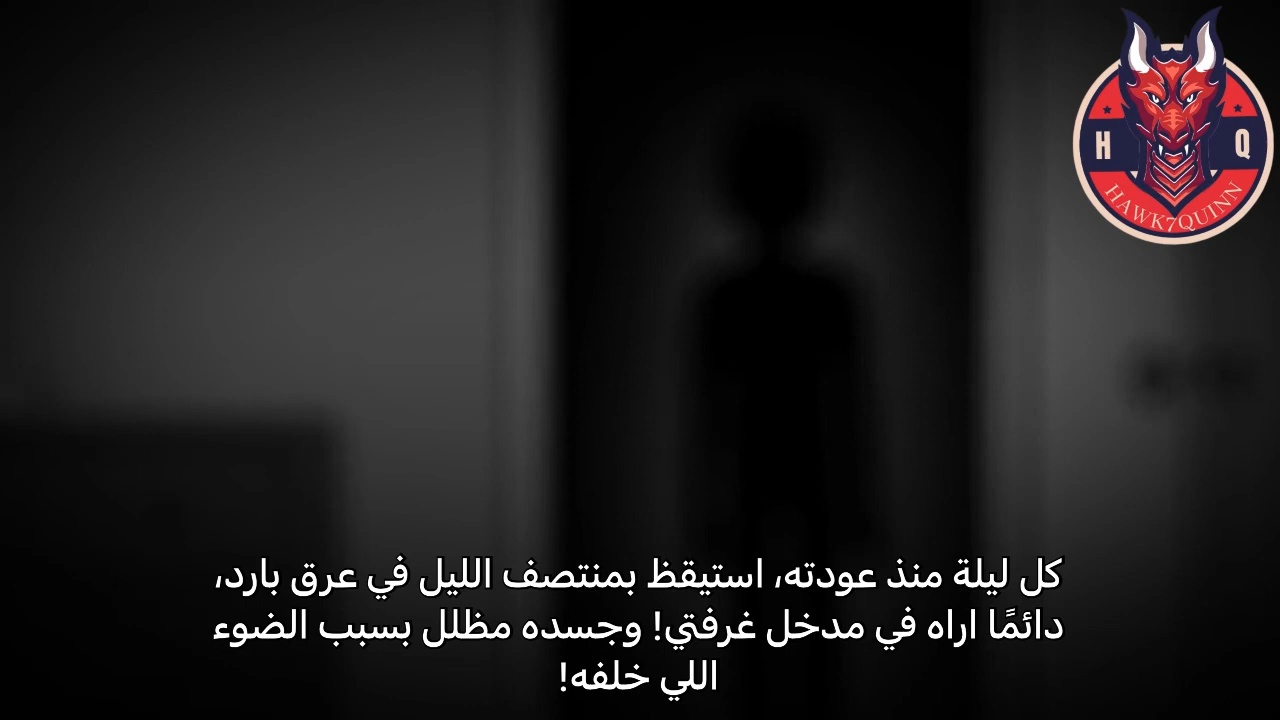 H Q
HAWK7QUINN
كل ليلة منذ عودته، استيقظ بمنتصف الليل في عرق بارد،
دائمًا اراه في مدخل غرفتي! وجسده مظلل بسبب الضوء
اللي خلفه!